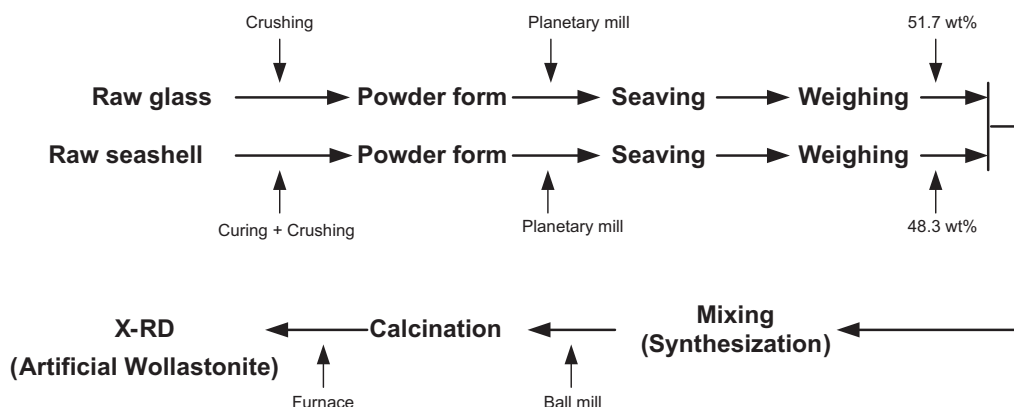 Crushing
Planetary mill
51.7 wt%
Raw glass
Powder form
Seaving
Weighing
Raw seashell
Powder form
Seaving
Weighing
Curing + Crushing
Planetary mill
48.3 wt%
X-RD
(Artificial Wollastonite)
Calcination
Mixing
(Synthesization)
Furnace
Ball mill